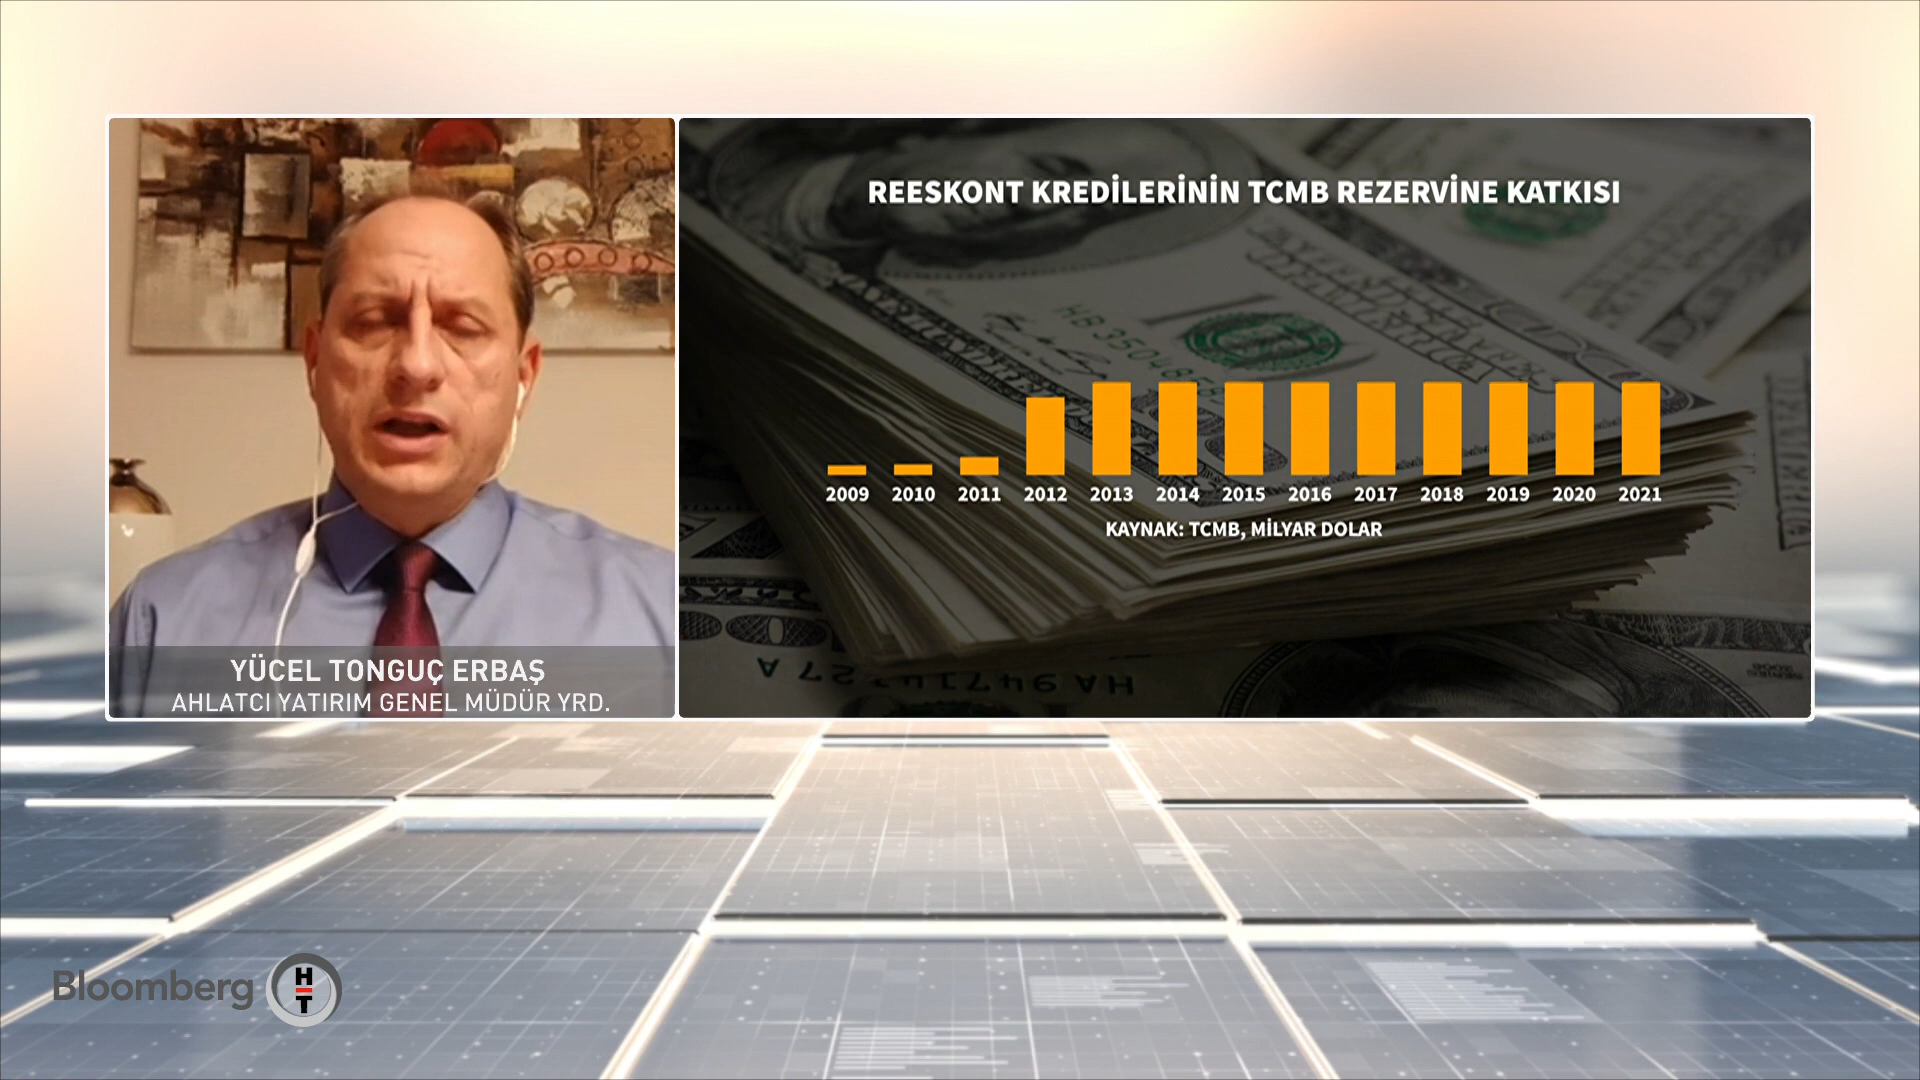 REESKONT KREDİLERİNİN TCMB REZERVİNE KATKISI
2009 2010 2011 2012 2013 2014 2015 2016 2017 2018 2019 2020 2021
KAYNAK: TCMB, MİLYAR DOLAR
YÜCEL TONGUÇ ERBAŞ
AHLATCI YATIRIM GENEL MÜDÜR YRD.
Bloomberg HT